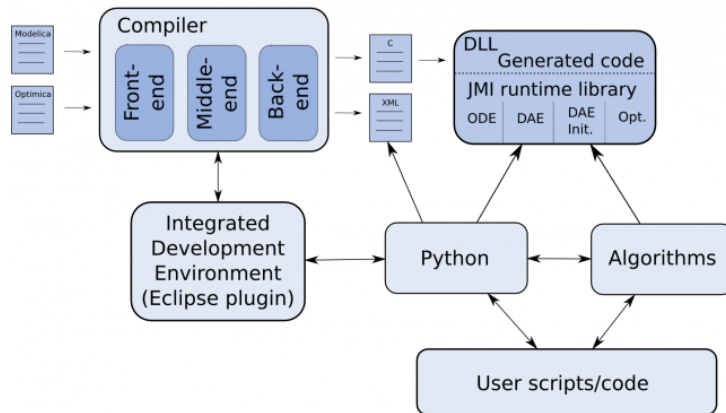 Modelica
Optimica
Compiler
Front-
end
Middle-
end
Back-
end
C
XML
DLL
Generated code
JMI runtime library
ODE
DAE
DAE
Init.
Opt.
Integrated
Development
Environment
(Eclipse plugin)
Python
Algorithms
User scripts/code